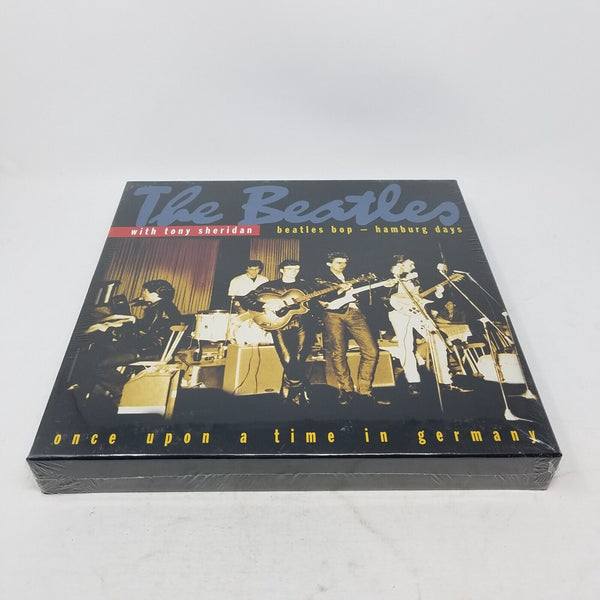 The Beatles
with tony sheridan
beatles bop – hamburg days
once upon a time in germany